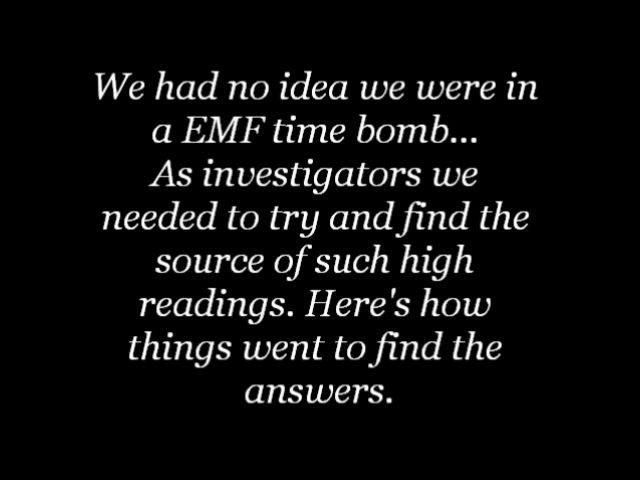 We had no idea we were in
a EMF time bomb...
As investigators we
needed to try and find the
source of such high
readings. Here's how
things went to find the
answers.